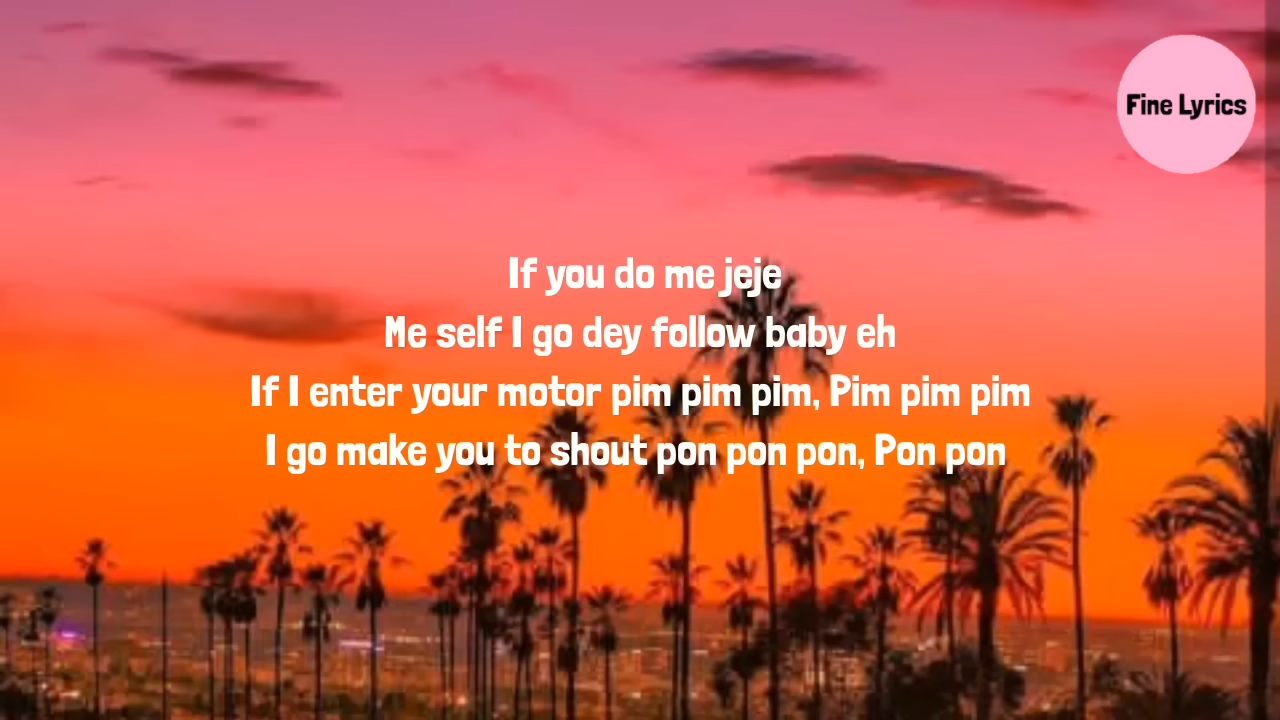 Fine Lyrics
If you do me jeje
Me self I go dey follow baby eh
If I enter your motor pim pim pim, Pim pim pim
I go make you to shout pon pon pon, Pon pon